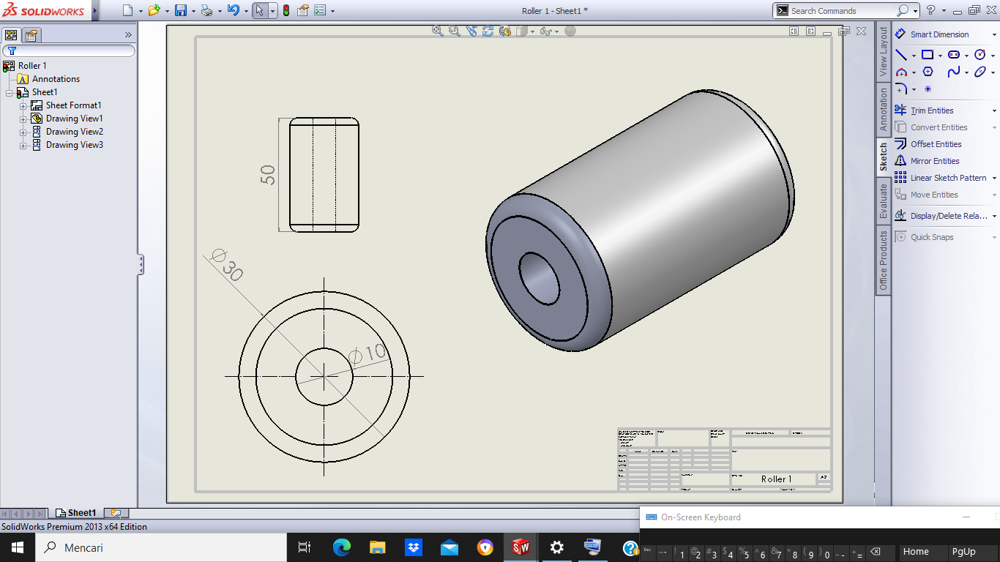 SOLIDWORKS
Roller 1 - Sheet1 *
Search Commands
?
Roller 1
Annotations
Sheet1
Sheet Format1
Drawing View1
Drawing View2
Drawing View3
50
Ø30
Ø10
Roller 1
View Layout
Annotation
Sketch
Evaluate
Office Products
Smart Dimension
Trim Entities
Convert Entities
Offset Entities
Mirror Entities
Linear Sketch Pattern
Move Entities
Display/Delete Rela...
Quick Snaps
Sheet1
SolidWorks Premium 2013 x64 Edition
On-Screen Keyboard
Mencari
Esc ~` !1 @2 #3 $4 %5 ^6 &7 *8 (9 )0 _- += Home PgUp